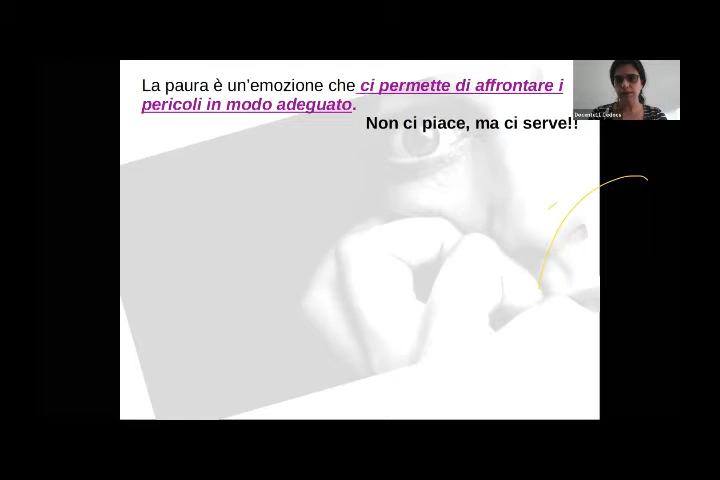 La paura è un'emozione che ci permette di affrontare i
pericoli in modo adeguato.
Non ci piace, ma ci serve!!